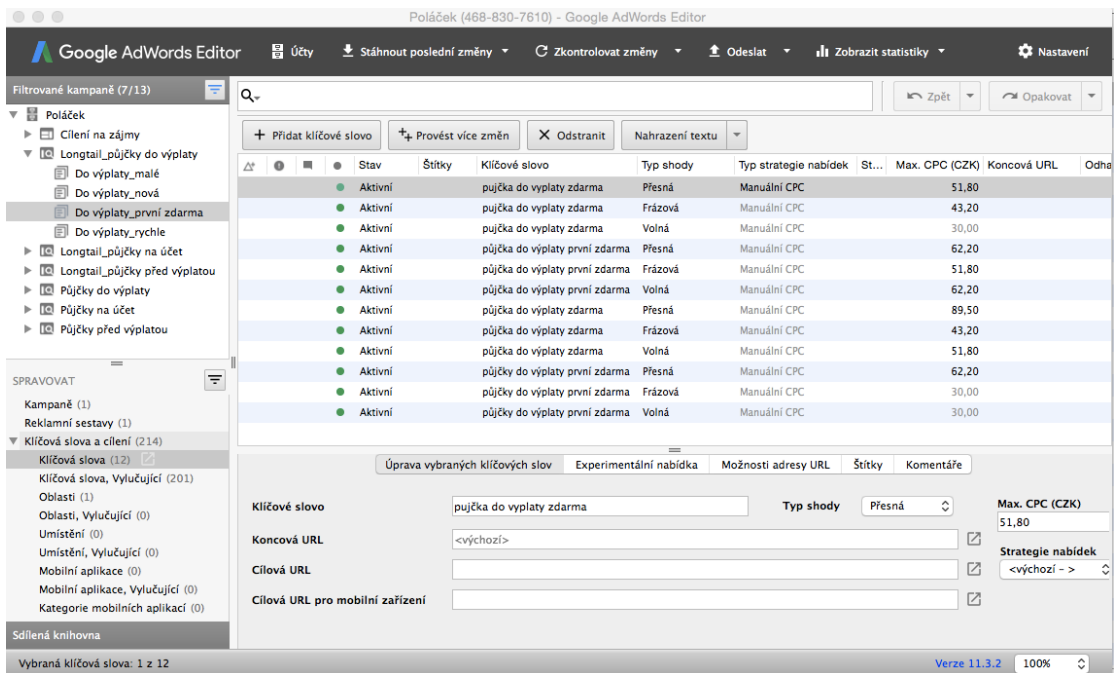 Poláček (468-830-7610) - Google AdWords Editor
Google AdWords Editor
Účty
Stáhnout poslední změny
Zkontrolovat změny
Odeslat
Zobrazit statistiky
Nastavení
Filtrované kampaně (7/13)
Poláček
Cílení na zájmy
Longtail_půjčky do výplaty
Do výplaty_malé
Do výplaty_nová
Do výplaty_první zdarma
Do výplaty_rychle
Longtail_půjčky na účet
Longtail_půjčky před výplatou
Půjčky do výplaty
Půjčky na účet
Půjčky před výplatou
SPRAVOVAT
Kampaně (1)
Reklamní sestavy (1)
Klíčová slova a cílení (214)
Klíčová slova (12)
Klíčová slova, Vylučující (201)
Oblasti (1)
Oblasti, Vylučující (0)
Umístění (0)
Umístění, Vylučující (0)
Mobilní aplikace (0)
Mobilní aplikace, Vylučující (0)
Kategorie mobilních aplikací (0)
Sdílená knihovna
Zpět
Opakovat
+ Přidat klíčové slovo
Provést více změn
Odstranit
Nahrazení textu
Stav Štítky Klíčové slovo Typ shody Typ strategie nabídek St... Max. CPC (CZK) Koncová URL Odha
Aktivní pujčka do vyplaty zdarma Přesná Manuální CPC 51,80
Aktivní pujčka do vyplaty zdarma Frázová Manuální CPC 43,20
Aktivní pujčka do vyplaty zdarma Volná Manuální CPC 30,00
Aktivní půjčka do výplaty první zdarma Přesná Manuální CPC 62,20
Aktivní půjčka do výplaty první zdarma Frázová Manuální CPC 51,80
Aktivní půjčka do výplaty první zdarma Volná Manuální CPC 62,20
Aktivní půjčka do výplaty zdarma Přesná Manuální CPC 89,50
Aktivní půjčka do výplaty zdarma Frázová Manuální CPC 43,20
Aktivní půjčka do výplaty zdarma Volná Manuální CPC 51,80
Aktivní půjčky do výplaty první zdarma Přesná Manuální CPC 62,20
Aktivní půjčky do výplaty první zdarma Frázová Manuální CPC 30,00
Aktivní půjčky do výplaty první zdarma Volná Manuální CPC 30,00
Úprava vybraných klíčových slov
Experimentální nabídka
Možnosti adresy URL
Štítky
Komentáře
Klíčové slovo pujčka do vyplaty zdarma
Typ shody Přesná
Max. CPC (CZK)
51,80
Koncová URL <výchozí>
Strategie nabídek
<výchozí - >
Cílová URL
Cílová URL pro mobilní zařízení
Vybraná klíčová slova: 1 z 12
Verze 11.3.2
100%